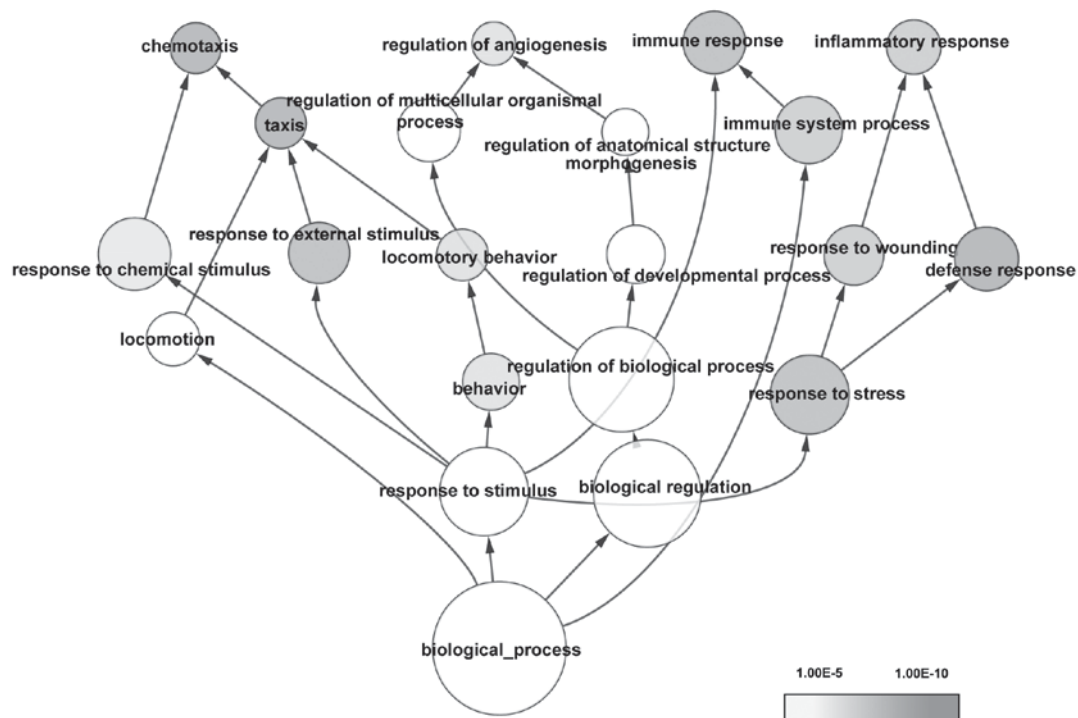 chemotaxis
regulation of angiogenesis
immune response
inflammatory response
regulation of multicellular organismal
process
taxis
immune system process
regulation of anatomical structure
morphogenesis
response to external stimulus
locomotory behavior
response to wounding
response to chemical stimulus
regulation of developmental process
defense response
locomotion
regulation of biological process
behavior
response to stress
response to stimulus
biological regulation
biological_process
1.00E-5
1.00E-10